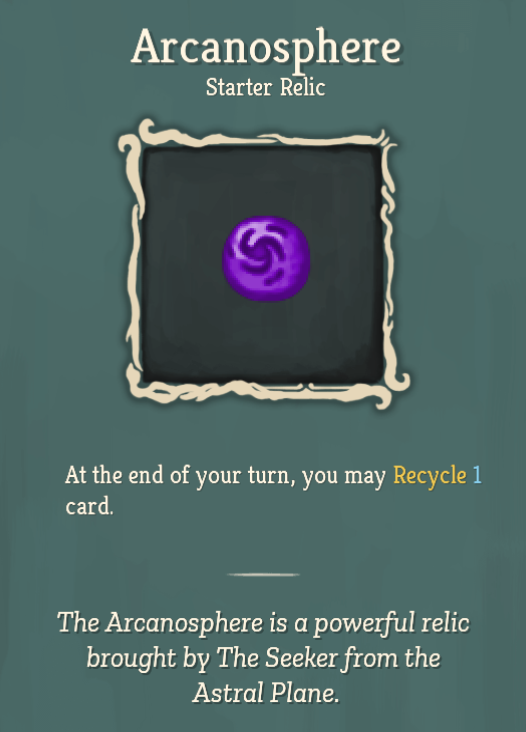 Arcanosphere
Starter Relic
At the end of your turn, you may Recycle 1
card.
The Arcanosphere is a powerful relic
brought by The Seeker from the
Astral Plane.